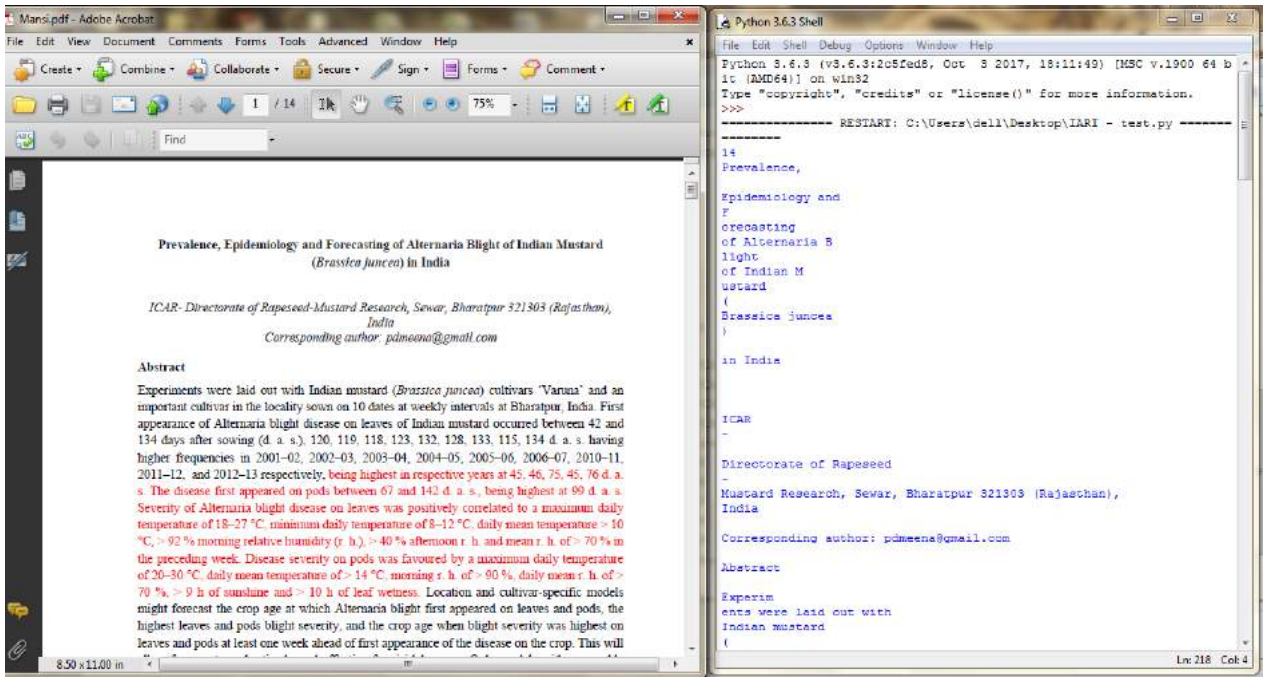 Mansi.pdf - Adobe Acrobat
File Edit View Document Comments Forms Tools Advanced Window Help
Create Combine Collaborate Secure Sign Forms Comment
1 / 14 75%
Find
Prevalence, Epidemiology and Forecasting of Alternaria Blight of Indian Mustard
(Brassica juncea) in India
ICAR- Directorate of Rapeseed-Mustard Research, Sewar, Bharatpur 321303 (Rajasthan),
India
Corresponding author: pdmeena@gmail.com
Abstract
Experiments were laid out with Indian mustard (Brassica juncea) cultivars 'Varuna' and an
important cultivar in the locality sown on 10 dates at weekly intervals at Bharatpur, India. First
appearance of Alternaria blight disease on leaves of Indian mustard occurred between 42 and
134 days after sowing (d. a. s.), 120, 119, 118, 123, 132, 128, 133, 115, 134 d. a. s. having
higher frequencies in 2001–02, 2002–03, 2003–04, 2004–05, 2005–06, 2006–07, 2010–11,
2011–12, and 2012–13 respectively, being highest in respective years at 45, 46, 75, 45, 76 d. a.
s. The disease first appeared on pods between 67 and 142 d. a. s., being highest at 99 d. a. s.
Severity of Alternaria blight disease on leaves was positively correlated to a maximum daily
temperature of 18–27 °C, minimum daily temperature of 8–12 °C, daily mean temperature > 10
°C, > 92 % morning relative humidity (r. h.), > 40 % afternoon r. h. and mean r. h. of > 70 % in
the preceding week. Disease severity on pods was favoured by a maximum daily temperature
of 20–30 °C, daily mean temperature of > 14 °C, morning r. h. of > 90 %, daily mean r. h. of >
70 %, > 9 h of sunshine and > 10 h of leaf wetness. Location and cultivar-specific models
might forecast the crop age at which Alternaria blight first appeared on leaves and pods, the
highest leaves and pods blight severity, and the crop age when blight severity was highest on
leaves and pods at least one week ahead of first appearance of the disease on the crop. This will
8.50 x 11.00 in
Python 3.6.3 Shell
File Edit Shell Debug Options Window Help
Python 3.6.3 (v3.6.3:2c5fed8, Oct 3 2017, 18:11:49) [MSC v.1900 64 b
it (AMD64)] on win32
Type "copyright", "credits" or "license()" for more information.
>>>
=============== RESTART: C:\Users\dell\Desktop\IARI - test.py =======
========
14
Prevalence,
Epidemiology and
F
orecasting
of Alternaria B
light
of Indian M
ustard
(
Brassica juncea
)
in India
ICAR
-
Directorate of Rapeseed
-
Mustard Research, Sewar, Bharatpur 321303 (Rajasthan),
India
Corresponding author: pdmeena@gmail.com
Abstract
Experim
ents were laid out with
Indian mustard
(
Ln: 218 Col: 4